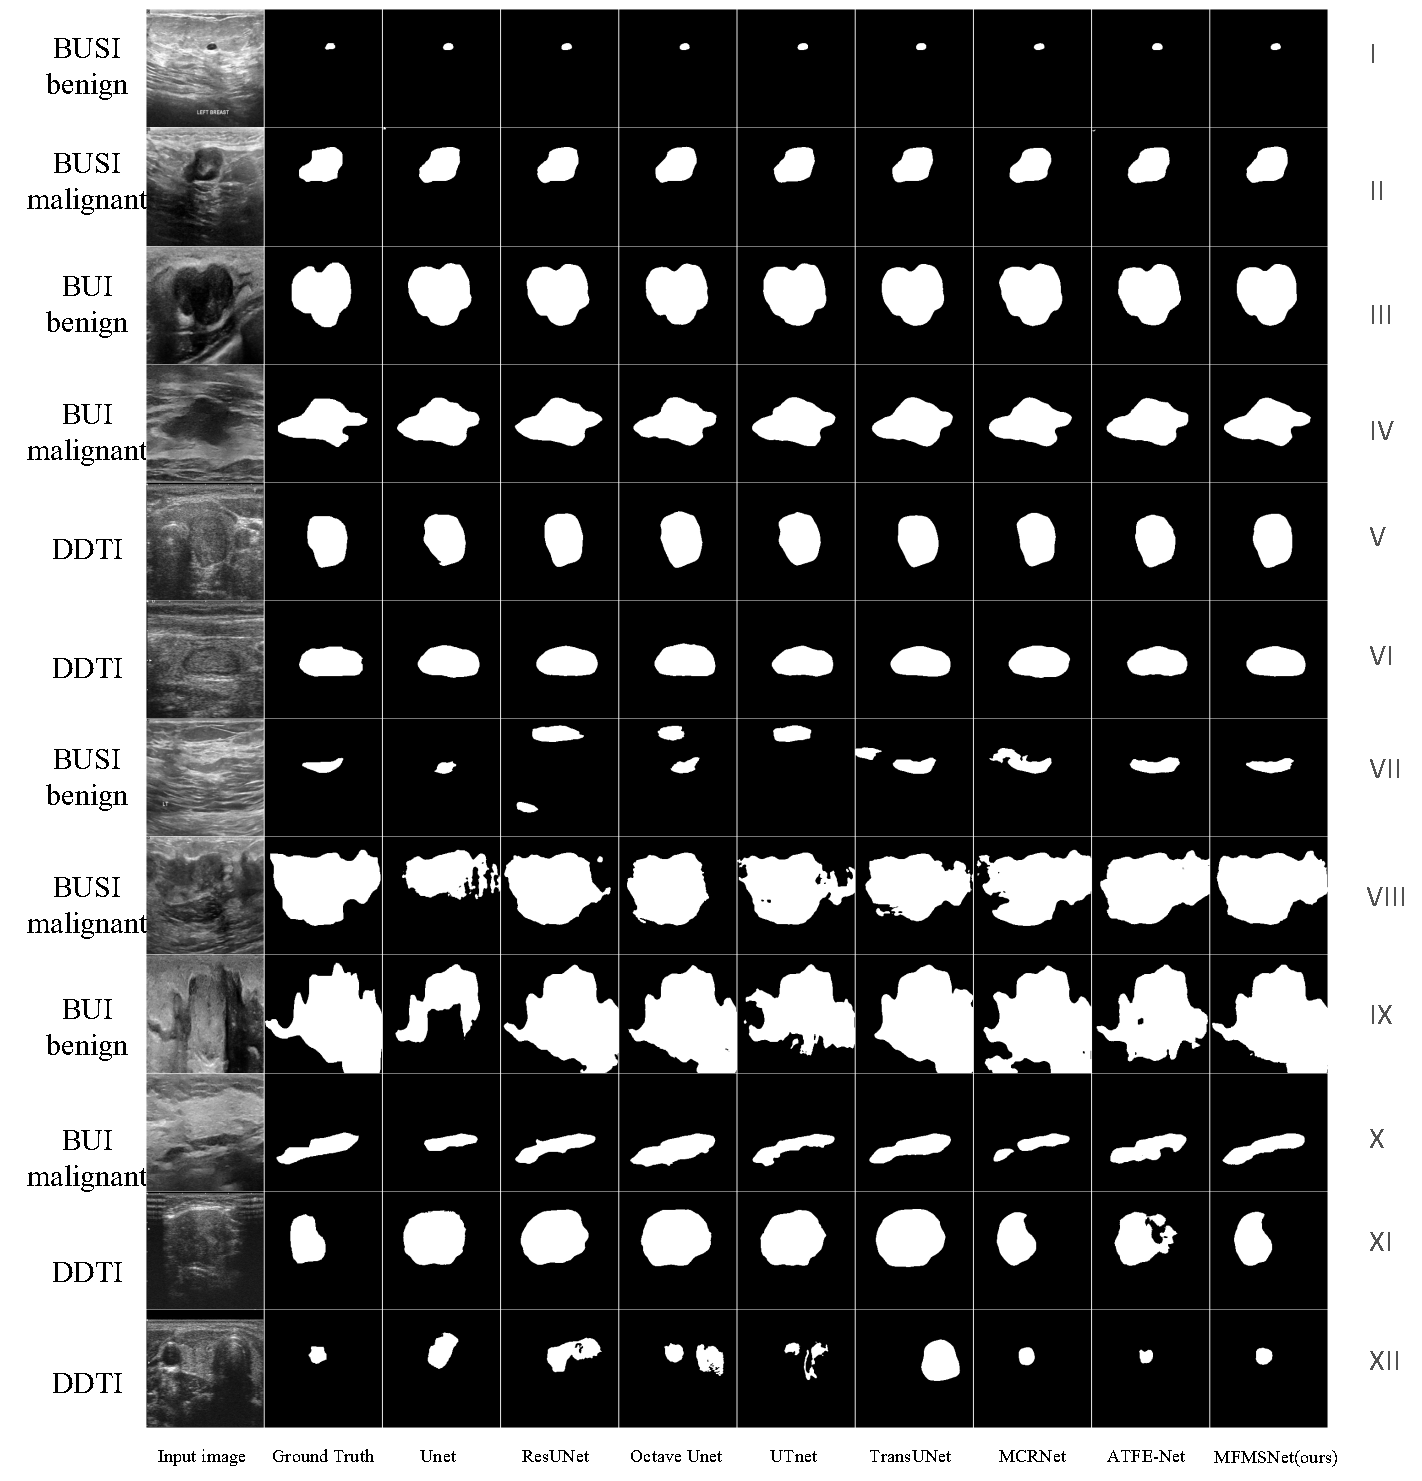 BUSI
benign
I
LEFT BREAST
BUSI
malignant
II
BUI
benign
III
BUI
malignant
IV
DDTI
V
DDTI
VI
BUSI
benign
VII
LT
BUSI
malignant
VIII
BUI
benign
IX
BUI
malignant
X
DDTI
XI
DDTI
XII
Input image Ground Truth Unet ResUNet Octave Unet UTnet TransUNet MCRNet ATFE-Net MFMSNet(ours)